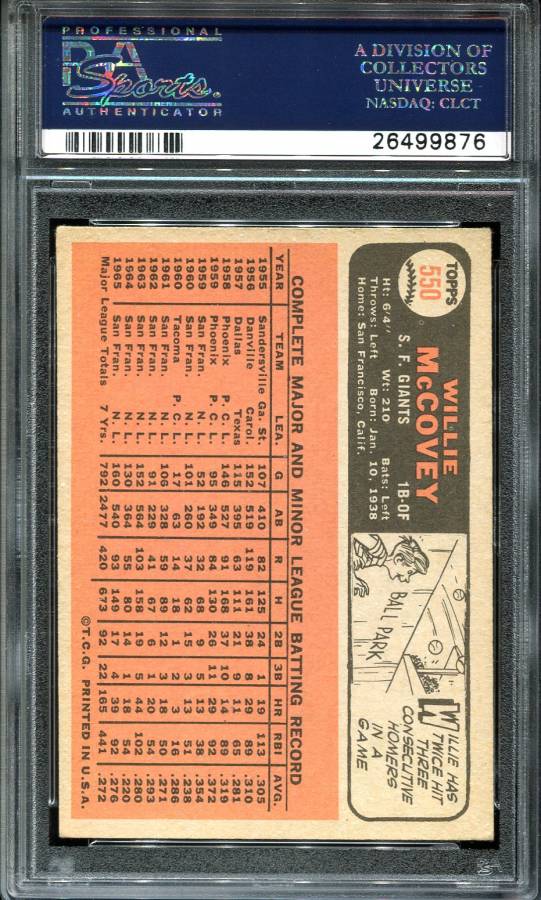 PROFESSIONAL
PSA
Sports
AUTHENTICATOR
A DIVISION OF
COLLECTORS
UNIVERSE
NASDAQ: CLCT
26499876
TOPPS
550
WILLIE
McCOVEY
S. F. GIANTS 1B-OF
Ht: 6'4" Wt: 210 Bats: Left
Throws: Left Born: Jan. 10, 1938
Home: San Francisco, Calif.
BALL PARK
WILLIE HAS
TWICE HIT
THREE
CONSECUTIVE
HOMERS
IN A
GAME
COMPLETE MAJOR AND MINOR LEAGUE BATTING RECORD
YEAR TEAM LEA. G AB R H 2B 3B HR RBI AVG.
1955 Sandersville Ga. St. 107 410 82 125 24 1 19 113 .305
1956 Danville Carol. 152 519 119 161 38 8 29 89 .310
1957 Dallas Texas 115 395 63 111 21 9 11 65 .281
1958 Phoenix P. C. L. 146 527 91 168 37 10 14 89 .319
1959 Phoenix P. C. L. 95 349 84 130 26 11 29 92 .372
1959 San Fran. N. L. 52 192 32 68 9 5 13 38 .354
1960 San Fran. N. L. 101 260 37 62 15 3 13 51 .238
1960 Tacoma P. C. L. 17 63 14 18 1 2 3 16 .286
1961 San Fran. N. L. 106 328 59 89 12 3 18 50 .271
1962 San Fran. N. L. 91 229 41 67 6 1 20 54 .293
1963 San Fran. N. L. 152 564 103 158 19 5 44 102 .280
1964 San Fran. N. L. 130 364 55 80 14 1 18 54 .220
1965 San Fran. N. L. 160 540 93 149 17 4 39 92 .276
Major League Totals 7 Yrs. 792 2477 420 673 92 22 165 441 .272
© T.C.G. PRINTED IN U.S.A.